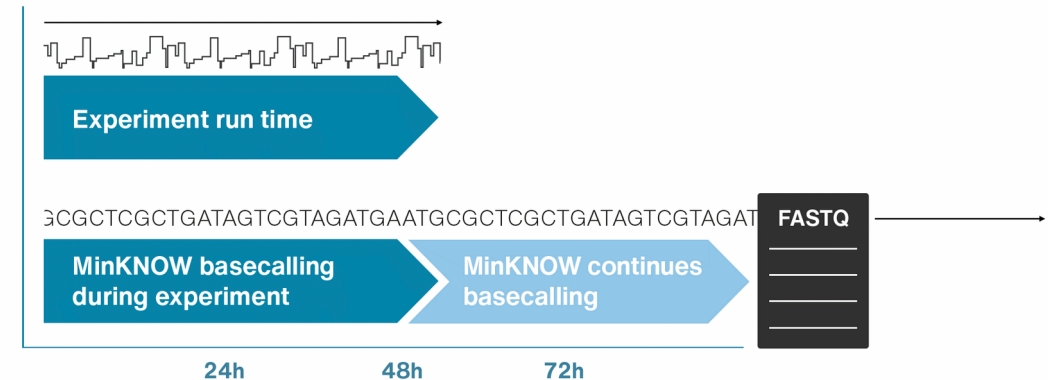 Experiment run time
GCGCTCGCTGATAGTCGTAGATGAATGCGCTCGCTGATAGTCGTAGAT
FASTQ
MinKNOW basecalling
during experiment
MinKNOW continues
basecalling
24h
48h
72h